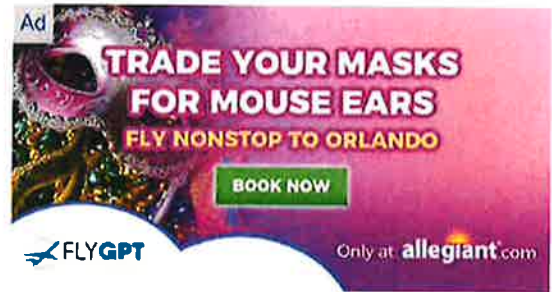 Ad
TRADE YOUR MASKS
FOR MOUSE EARS
FLY NONSTOP TO ORLANDO
BOOK NOW
FLYGPT
Only at allegiant.com